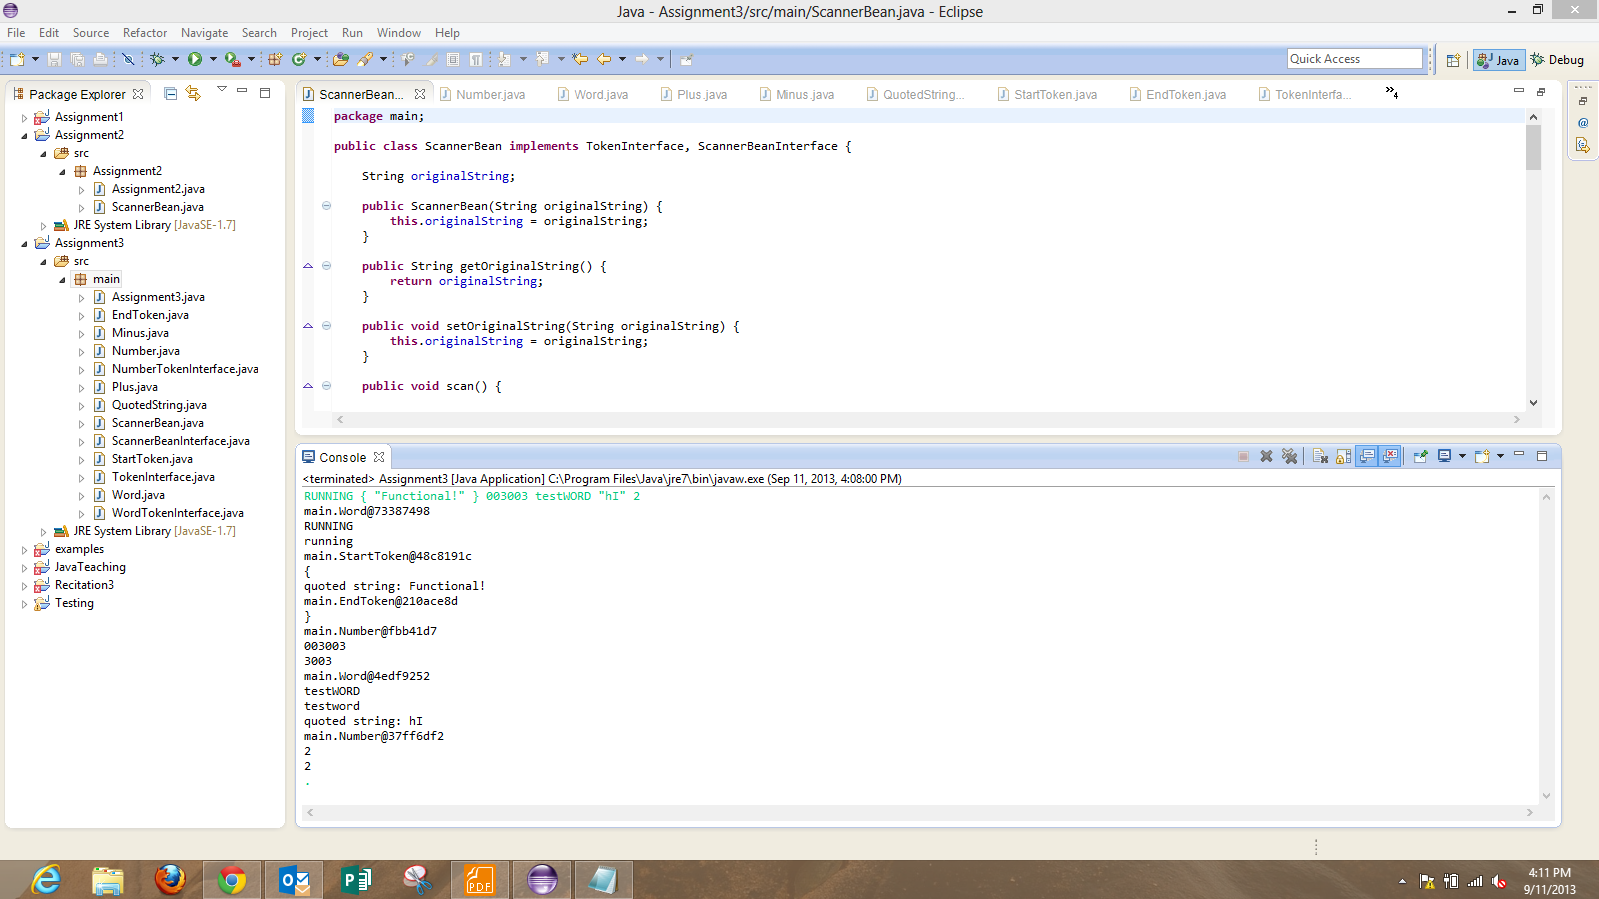 Java - Assignment3/src/main/ScannerBean.java - Eclipse
File Edit Source Refactor Navigate Search Project Run Window Help
Quick Access
Java
Debug
Package Explorer
Assignment1
Assignment2
src
Assignment2
Assignment2.java
ScannerBean.java
JRE System Library [JavaSE-1.7]
Assignment3
src
main
Assignment3.java
EndToken.java
Minus.java
Number.java
NumberTokenInterface.java
Plus.java
QuotedString.java
ScannerBean.java
ScannerBeanInterface.java
StartToken.java
TokenInterface.java
Word.java
WordTokenInterface.java
JRE System Library [JavaSE-1.7]
examples
JavaTeaching
Recitation3
Testing
ScannerBean... Number.java Word.java Plus.java Minus.java QuotedString... StartToken.java EndToken.java TokenInterfa... »4
package main;
public class ScannerBean implements TokenInterface, ScannerBeanInterface {
String originalString;
public ScannerBean(String originalString) {
this.originalString = originalString;
}
public String getOriginalString() {
return originalString;
}
public void setOriginalString(String originalString) {
this.originalString = originalString;
}
public void scan() {
Console
<terminated> Assignment3 [Java Application] C:\Program Files\Java\jre7\bin\javaw.exe (Sep 11, 2013, 4:08:00 PM)
RUNNING { "Functional!" } 003003 testWORD "hI" 2
main.Word@73387498
RUNNING
running
main.StartToken@48c8191c
{
quoted string: Functional!
main.EndToken@210ace8d
}
main.Number@fbb41d7
003003
3003
main.Word@4edf9252
testWORD
testword
quoted string: hI
main.Number@37ff6df2
2
2
.
PDF
4:11 PM
9/11/2013